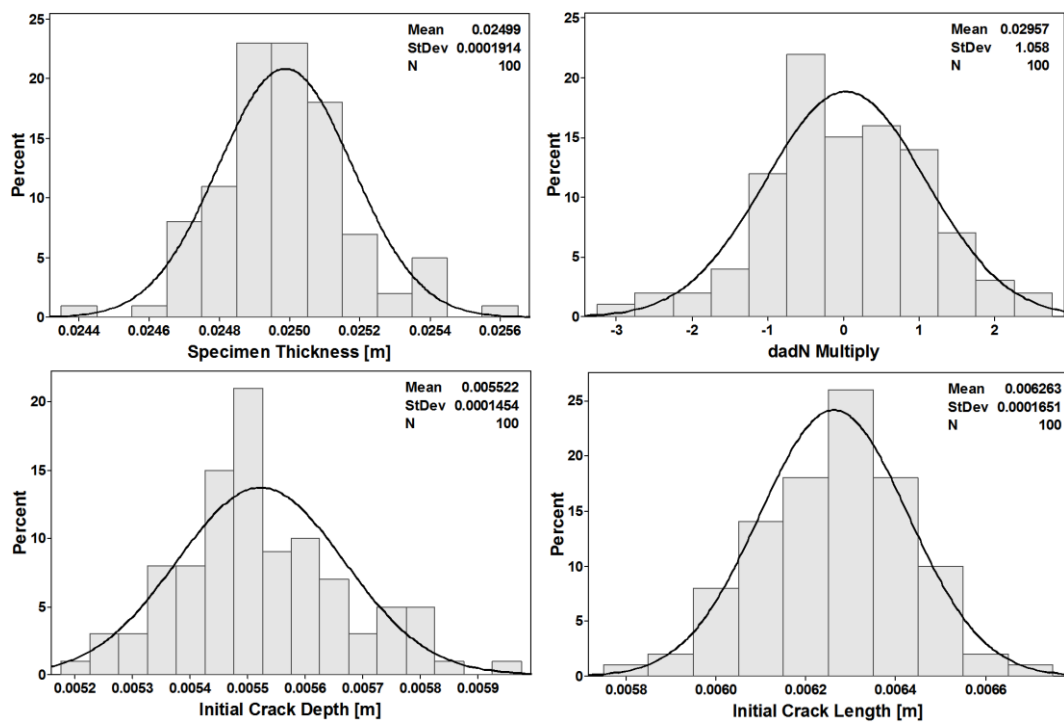 25
20
15
10
5
0
Percent
Mean 0.02499
StDev 0.0001914
N 100
0.0244 0.0246 0.0248 0.0250 0.0252 0.0254 0.0256
Specimen Thickness [m]
25
20
15
10
5
0
Percent
Mean 0.02957
StDev 1.058
N 100
-3 -2 -1 0 1 2
dadN Multiply
20
15
10
5
0
Percent
Mean 0.005522
StDev 0.0001454
N 100
0.0052 0.0053 0.0054 0.0055 0.0056 0.0057 0.0058 0.0059
Initial Crack Depth [m]
25
20
15
10
5
0
Percent
Mean 0.006263
StDev 0.0001651
N 100
0.0058 0.0060 0.0062 0.0064 0.0066
Initial Crack Length [m]